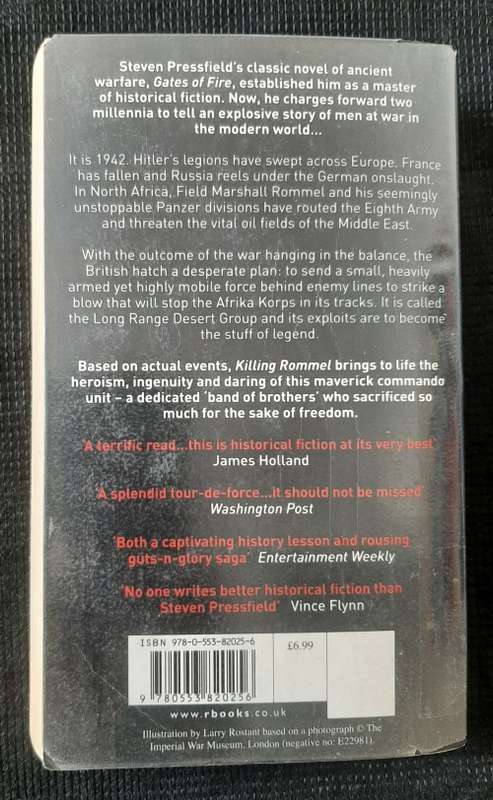 Steven Pressfield's classic novel of ancient
warfare, Gates of Fire, established him as a master
of historical fiction. Now, he charges forward two
millennia to tell an explosive story of men at war in
the modern world...
It is 1942. Hitler's legions have swept across Europe. France
has fallen and Russia reels under the German onslaught.
In North Africa, Field Marshall Rommel and his seemingly
unstoppable Panzer divisions have routed the Eighth Army
and threaten the vital oil fields of the Middle East.
With the outcome of the war hanging in the balance, the
British hatch a desperate plan: to send a small, heavily
armed yet highly mobile force behind enemy lines to strike a
blow that will stop the Afrika Korps in its tracks. It is called
the Long Range Desert Group and its exploits are to become
the stuff of legend.
Based on actual events, Killing Rommel brings to life the
heroism, ingenuity and daring of this maverick commando
unit – a dedicated 'band of brothers' who sacrificed so
much for the sake of freedom.
'A terrific read...this is historical fiction at its very best'
James Holland
'A splendid tour-de-force...it should not be missed'
Washington Post
'Both a captivating history lesson and rousing
guts-n-glory saga' Entertainment Weekly
'No one writes better historical fiction than
Steven Pressfield' Vince Flynn
ISBN 978-0-553-82025-6
£6.99
9 780553 820256
www.rbooks.co.uk
Illustration by Larry Rostant based on a photograph © The
Imperial War Museum, London (negative no: E22981).